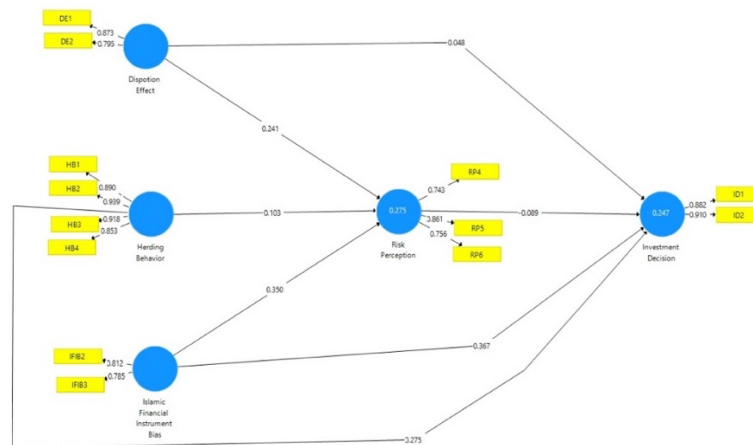 DE1
0.873
DE2
0.795
Dispotion
Effect
0.048
0.241
HB1
0.890
HB2
0.939
HB3
0.918
HB4
0.853
Herding
Behavior
0.103
RP4
0.743
0.275
0.861
RP5
0.756
RP6
Risk
Perception
0.089
0.247
0.882
ID1
0.910
ID2
Investment
Decision
0.350
IFIB2
0.812
IFIB3
0.785
Islamic
Financial
Instrument
Bias
0.367
0.275